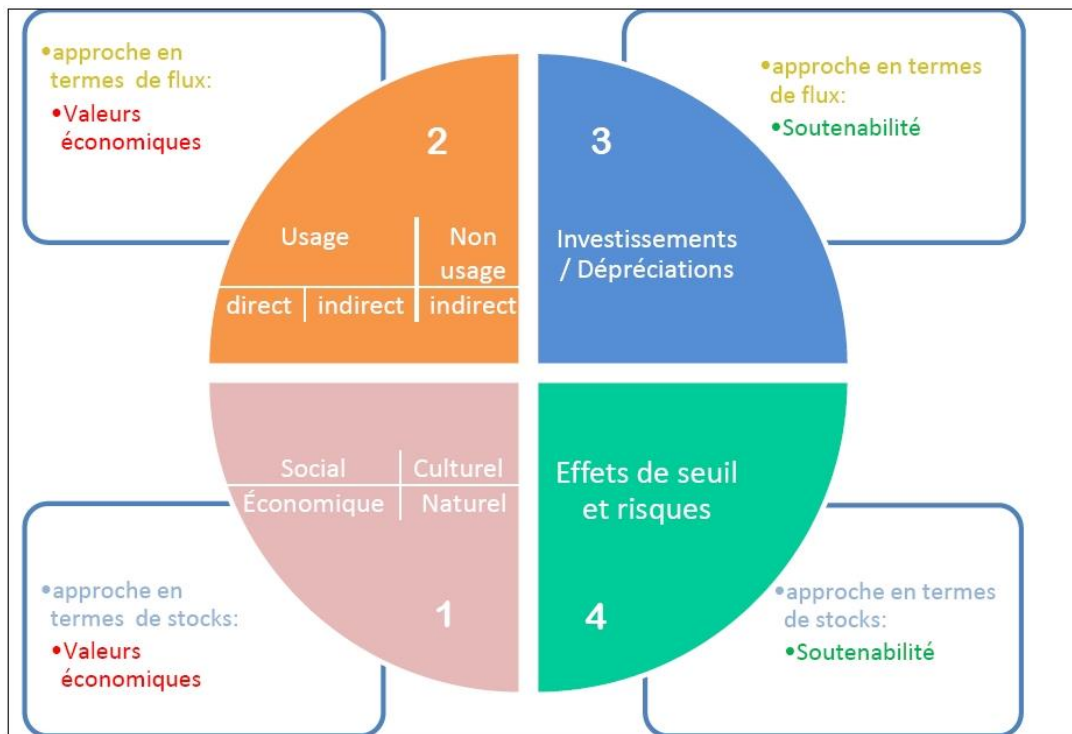 •approche en
termes de flux:
•Valeurs
économiques
2
Usage
Non
usage
direct
indirect
indirect
•approche en termes
de flux:
•Soutenabilité
3
Investissements
/ Dépréciations
Social
Culturel
Économique
Naturel
1
•approche en
termes de stocks:
•Valeurs
économiques
Effets de seuil
et risques
4
•approche en termes
de stocks:
•Soutenabilité